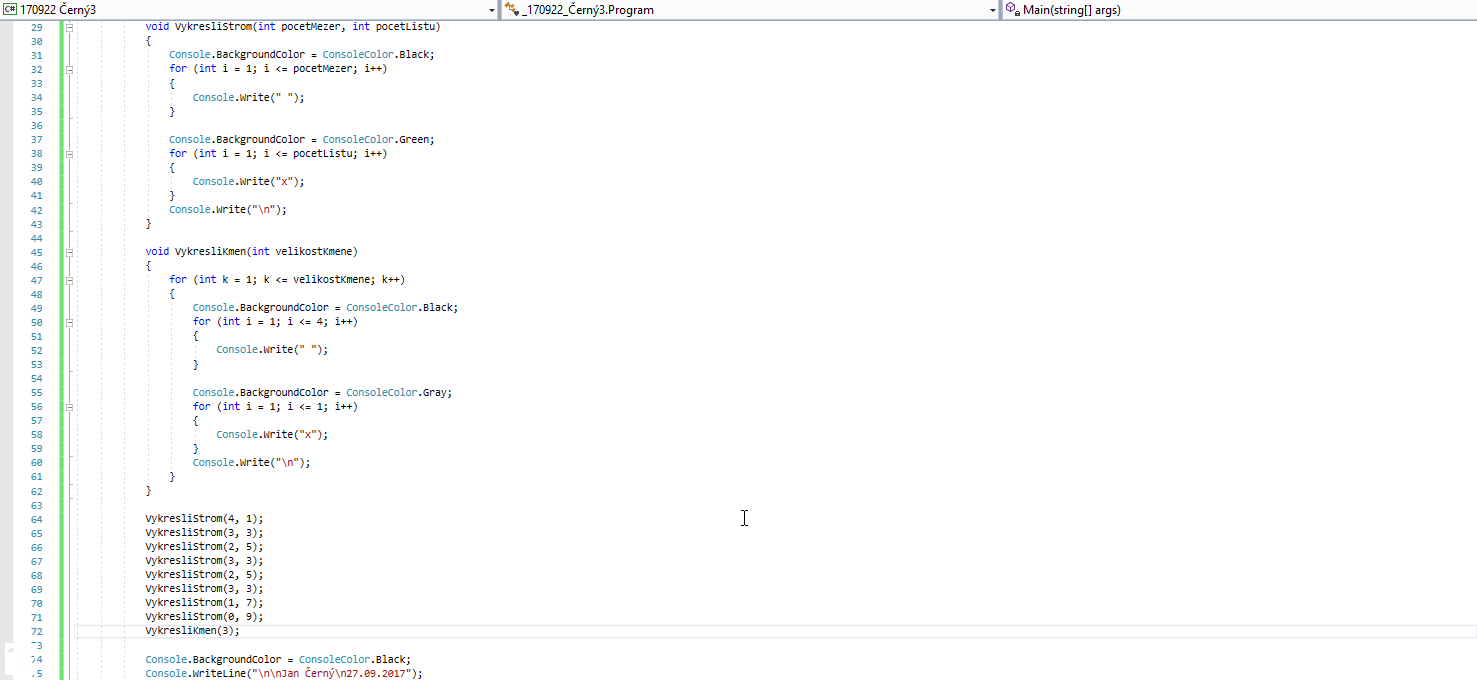 C# 170922 Černý3 _170922_Černý3.Program Main(string[] args)
29 void VykresliStrom(int pocetMezer, int pocetListu)
30 {
31 Console.BackgroundColor = ConsoleColor.Black;
32 for (int i = 1; i <= pocetMezer; i++)
33 {
34 Console.Write(" ");
35 }
36
37 Console.BackgroundColor = ConsoleColor.Green;
38 for (int i = 1; i <= pocetListu; i++)
39 {
40 Console.Write("x");
41 }
42 Console.Write("\n");
43 }
44
45 void VykresliKmen(int velikostKmene)
46 {
47 for (int k = 1; k <= velikostKmene; k++)
48 {
49 Console.BackgroundColor = ConsoleColor.Black;
50 for (int i = 1; i <= 4; i++)
51 {
52 Console.Write(" ");
53 }
54
55 Console.BackgroundColor = ConsoleColor.Gray;
56 for (int i = 1; i <= 1; i++)
57 {
58 Console.Write("x");
59 }
60 Console.Write("\n");
61 }
62 }
63
64 VykresliStrom(4, 1);
65 VykresliStrom(3, 3);
66 VykresliStrom(2, 5);
67 VykresliStrom(3, 3);
68 VykresliStrom(2, 5);
69 VykresliStrom(3, 3);
70 VykresliStrom(1, 7);
71 VykresliStrom(0, 9);
72 VykresliKmen(3);
73
74 Console.BackgroundColor = ConsoleColor.Black;
75 Console.WriteLine("\n\nJan Černý\n27.09.2017");